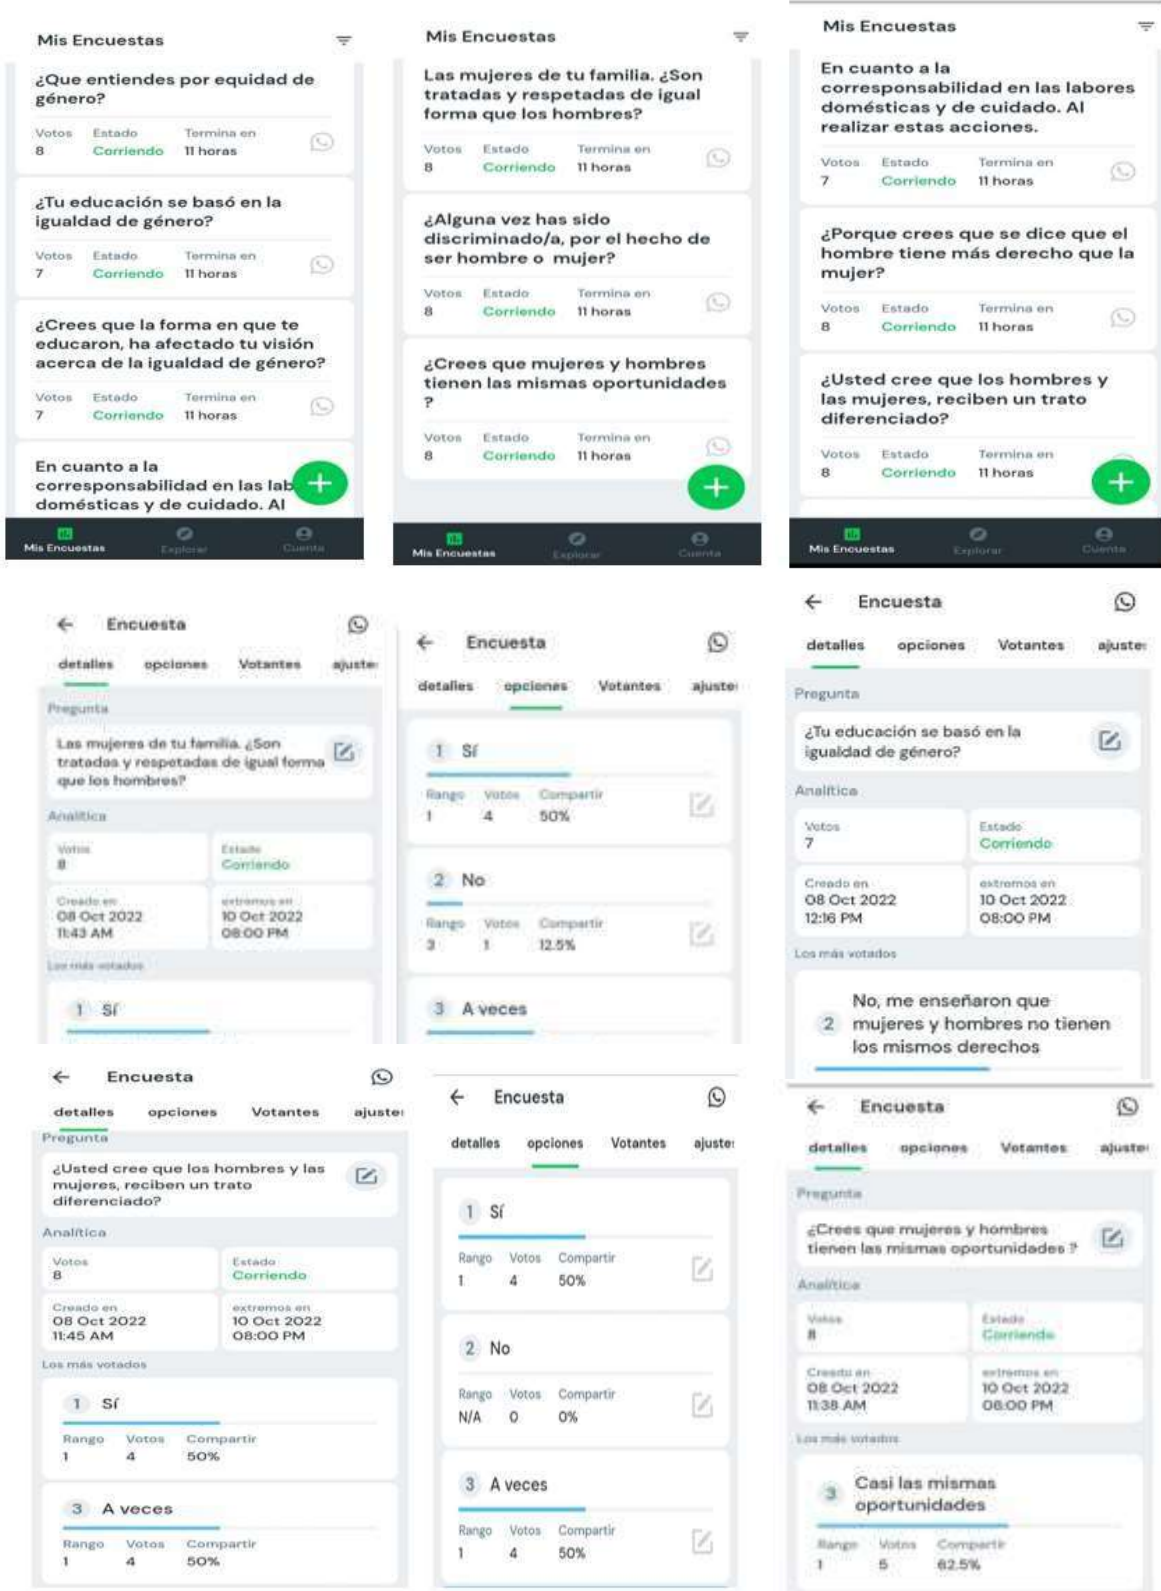 Mis Encuestas
¿Que entiendes por equidad de
género?
Votos Estado Termina en
8 Corriendo 11 horas
¿Tu educación se basó en la
igualdad de género?
Votos Estado Termina en
7 Corriendo 11 horas
¿Crees que la forma en que te
educaron, ha afectado tu visión
acerca de la igualdad de género?
Votos Estado Termina en
7 Corriendo 11 horas
En cuanto a la
corresponsabilidad en las lab
domésticas y de cuidado. Al
Mis Encuestas Explorar Cuenta
Mis Encuestas
Las mujeres de tu familia. ¿Son
tratadas y respetadas de igual
forma que los hombres?
Votos Estado Termina en
8 Corriendo 11 horas
¿Alguna vez has sido
discriminado/a, por el hecho de
ser hombre o mujer?
Votos Estado Termina en
8 Corriendo 11 horas
¿Crees que mujeres y hombres
tienen las mismas oportunidades
?
Votos Estado Termina en
8 Corriendo 11 horas
Mis Encuestas Explorar Cuenta
Mis Encuestas
En cuanto a la
corresponsabilidad en las labores
domésticas y de cuidado. Al
realizar estas acciones.
Votos Estado Termina en
7 Corriendo 11 horas
¿Porque crees que se dice que el
hombre tiene más derecho que la
mujer?
Votos Estado Termina en
8 Corriendo 11 horas
¿Usted cree que los hombres y
las mujeres, reciben un trato
diferenciado?
Votos Estado Termina en
8 Corriendo 11 horas
Mis Encuestas Explorar Cuenta
Encuesta
detalles opciones Votantes ajuste
Pregunta
Las mujeres de tu familia. ¿Son
tratadas y respetadas de igual forma
que los hombres?
Analítica
Votos Estado
8 Corriendo
Creado en extremos en
08 Oct 2022 10 Oct 2022
11:43 AM 08:00 PM
Los más votados
1 Sí
Encuesta
detalles opciones Votantes ajuste
1 Sí
Rango Votos Compartir
1 4 50%
2 No
Rango Votos Compartir
3 1 12.5%
3 A veces
Encuesta
detalles opciones Votantes ajuste
Pregunta
¿Tu educación se basó en la
igualdad de género?
Analítica
Votos Estado
7 Corriendo
Creado en extremos en
08 Oct 2022 10 Oct 2022
12:16 PM 08:00 PM
Los más votados
No, me enseñaron que
2 mujeres y hombres no tienen
los mismos derechos
Encuesta
detalles opciones Votantes ajuste
Pregunta
¿Usted cree que los hombres y las
mujeres, reciben un trato
diferenciado?
Analítica
Votos Estado
8 Corriendo
Creado en extremos en
08 Oct 2022 10 Oct 2022
11:45 AM 08:00 PM
Los más votados
1 Sí
Rango Votos Compartir
1 4 50%
3 A veces
Rango Votos Compartir
1 4 50%
Encuesta
detalles opciones Votantes ajuste
1 Sí
Rango Votos Compartir
1 4 50%
2 No
Rango Votos Compartir
N/A 0 0%
3 A veces
Rango Votos Compartir
1 4 50%
Encuesta
detalles opciones Votantes ajuste
Pregunta
¿Crees que mujeres y hombres
tienen las mismas oportunidades ?
Analítica
Votos Estado
8 Corriendo
Creado en extremos en
08 Oct 2022 10 Oct 2022
11:38 AM 08:00 PM
Los más votados
3 Casi las mismas
oportunidades
Rango Votos Compartir
1 5 62.5%